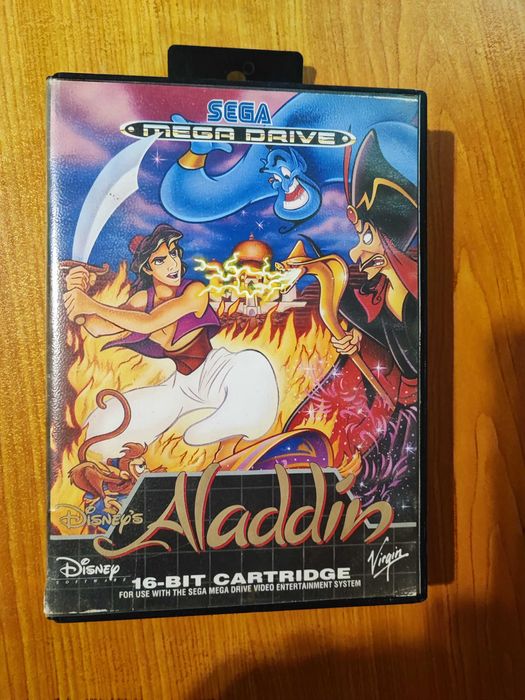 SEGA
MEGA DRIVE
DISNEY'S Aladdin
DISNEY
SOFTWARE
Virgin
16-BIT CARTRIDGE
FOR USE WITH THE SEGA MEGA DRIVE VIDEO ENTERTAINMENT SYSTEM